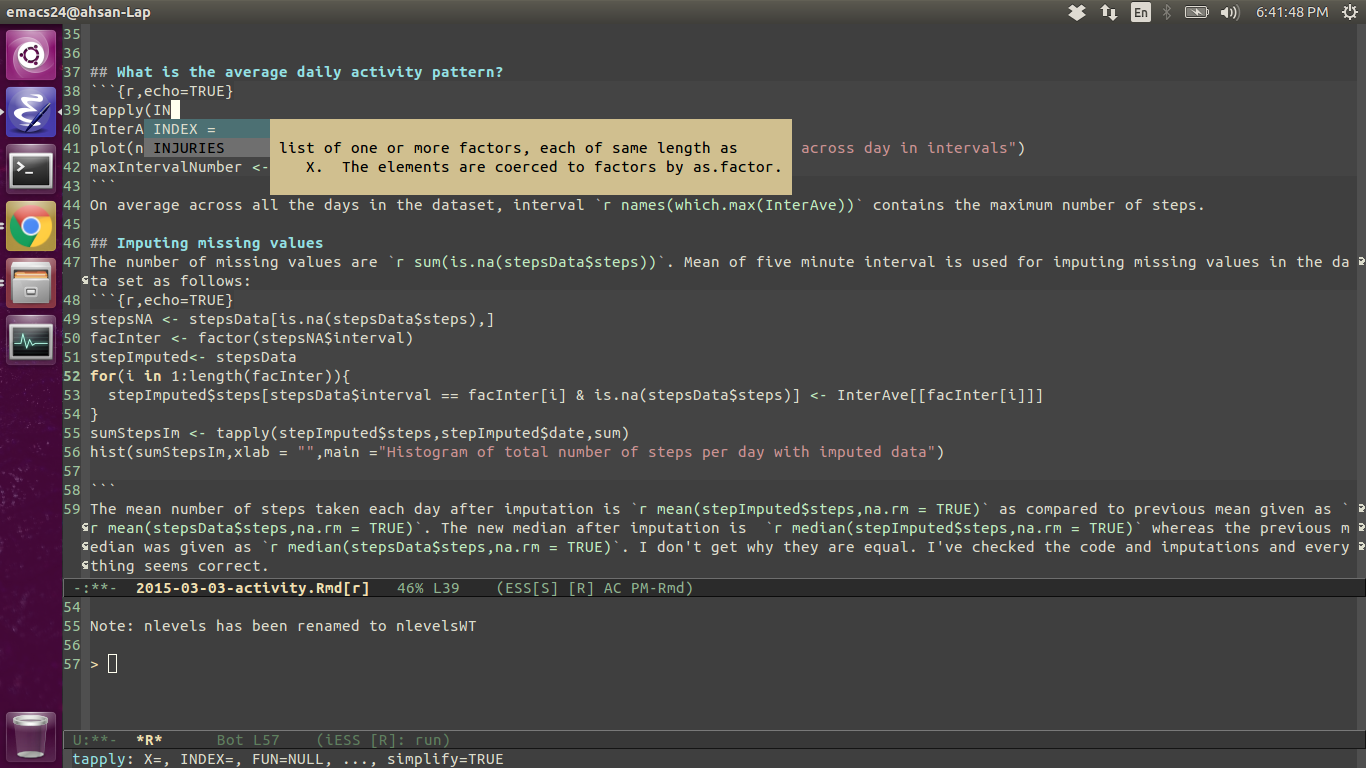 emacs24@ahsan-Lap En 6:41:48 PM
35
36
37 ## What is the average daily activity pattern?
38 ```{r,echo=TRUE}
39 tapply(IN
40 InterA INDEX =
41 plot(n INJURIES list of one or more factors, each of same length as across day in intervals")
42 maxIntervalNumber <- X. The elements are coerced to factors by as.factor.
43 ```
44 On average across all the days in the dataset, interval `r names(which.max(InterAve))` contains the maximum number of steps.
45
46 ## Imputing missing values
47 The number of missing values are `r sum(is.na(stepsData$steps))`. Mean of five minute interval is used for imputing missing values in the da
ta set as follows:
48 ```{r,echo=TRUE}
49 stepsNA <- stepsData[is.na(stepsData$steps),]
50 facInter <- factor(stepsNA$interval)
51 stepImputed<- stepsData
52 for(i in 1:length(facInter)){
53 stepImputed$steps[stepsData$interval == facInter[i] & is.na(stepsData$steps)] <- InterAve[[facInter[i]]]
54 }
55 sumStepsIm <- tapply(stepImputed$steps,stepImputed$date,sum)
56 hist(sumStepsIm,xlab = "",main ="Histogram of total number of steps per day with imputed data")
57
58 ```
59 The mean number of steps taken each day after imputation is `r mean(stepImputed$steps,na.rm = TRUE)` as compared to previous mean given as `
r mean(stepsData$steps,na.rm = TRUE)`. The new median after imputation is  `r median(stepImputed$steps,na.rm = TRUE)` whereas the previous m
edian was given as `r median(stepsData$steps,na.rm = TRUE)`. I don't get why they are equal. I've checked the code and imputations and every
thing seems correct.
-:**- 2015-03-03-activity.Rmd[r] 46% L39 (ESS[S] [R] AC PM-Rmd)
54
55 Note: nlevels has been renamed to nlevelsWT
56
57 >
U:**- *R* Bot L57 (iESS [R]: run)
tapply: X=, INDEX=, FUN=NULL, ..., simplify=TRUE